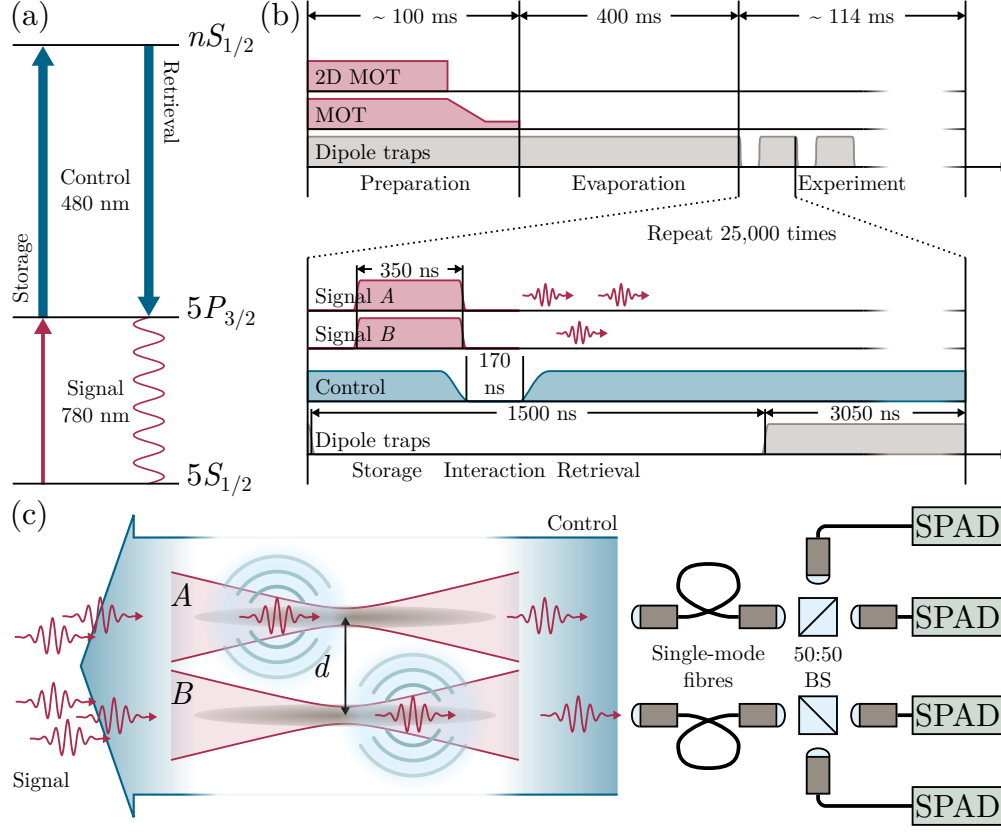 (a)
nS1/2
Retrieval
Control
480 nm
Storage
5P3/2
Signal
780 nm
5S1/2
(b)
~ 100 ms
400 ms
~ 114 ms
2D MOT
MOT
Dipole traps
Preparation
Evaporation
Experiment
Repeat 25,000 times
350 ns
Signal A
Signal B
170
ns
Control
1500 ns
3050 ns
Dipole traps
Storage
Interaction
Retrieval
(c)
Control
A
d
B
Signal
Single-mode
fibres
50:50
BS
SPAD
SPAD
SPAD
SPAD